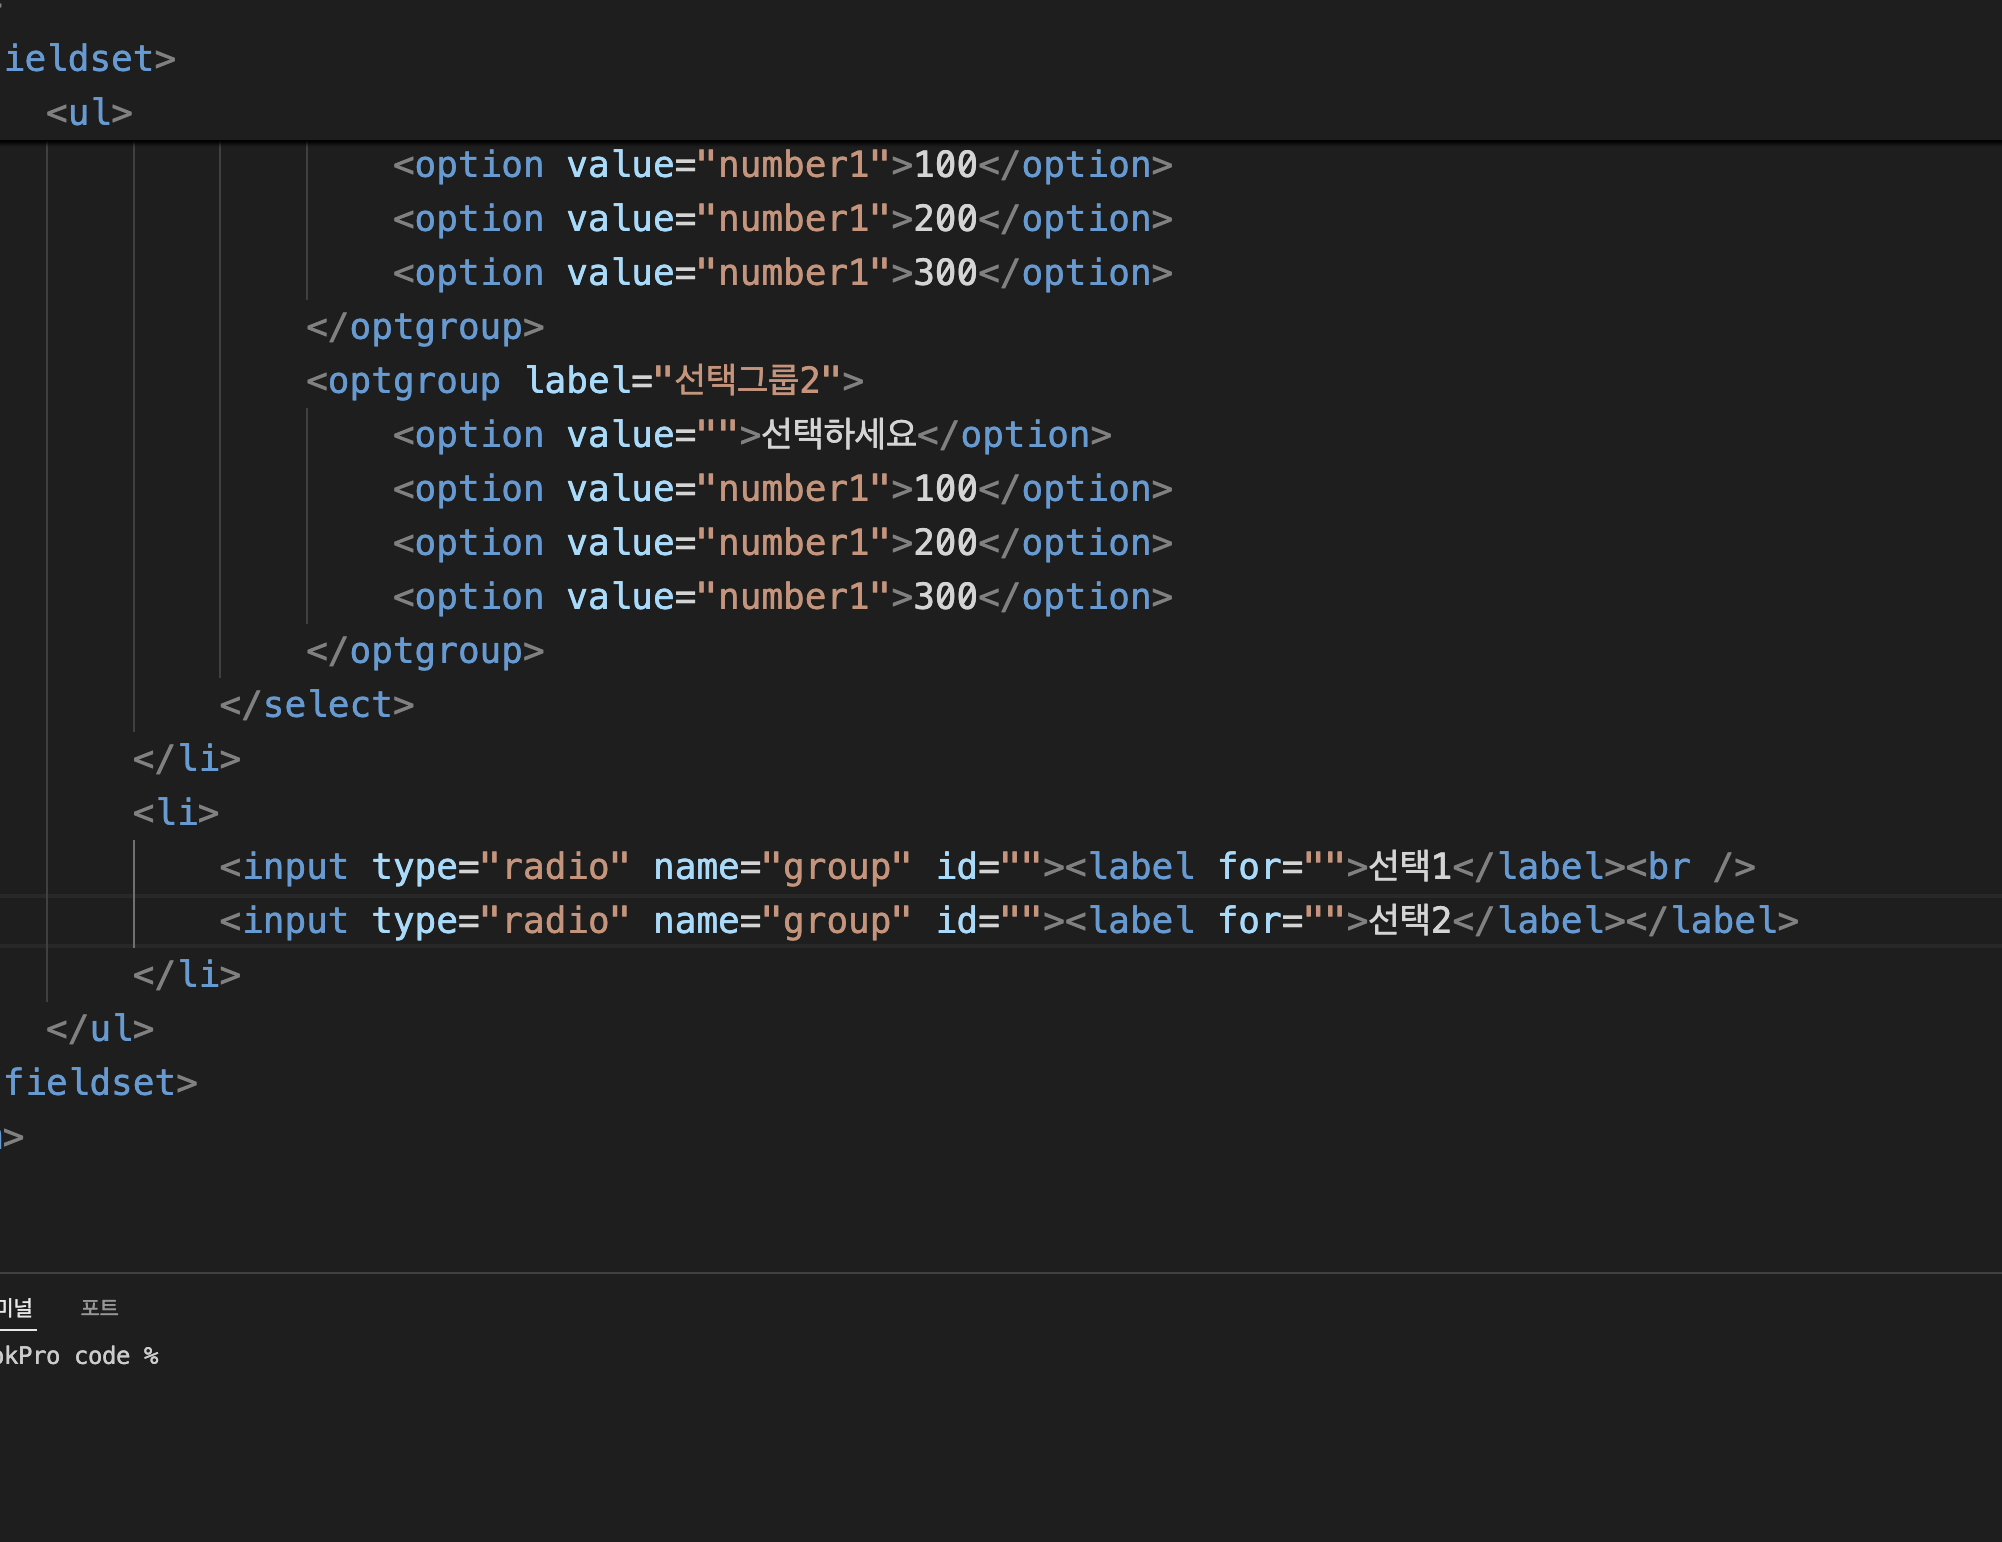 ieldset>
<ul>
<option value="number1">100</option>
<option value="number1">200</option>
<option value="number1">300</option>
</optgroup>
<optgroup label="선택그룹2">
<option value="">선택하세요</option>
<option value="number1">100</option>
<option value="number1">200</option>
<option value="number1">300</option>
</optgroup>
</select>
</li>
<li>
<input type="radio" name="group" id=""><label for="">선택1</label><br />
<input type="radio" name="group" id=""><label for="">선택2</label></label>
</li>
</ul>
fieldset>
>
미널 포트
okPro code %